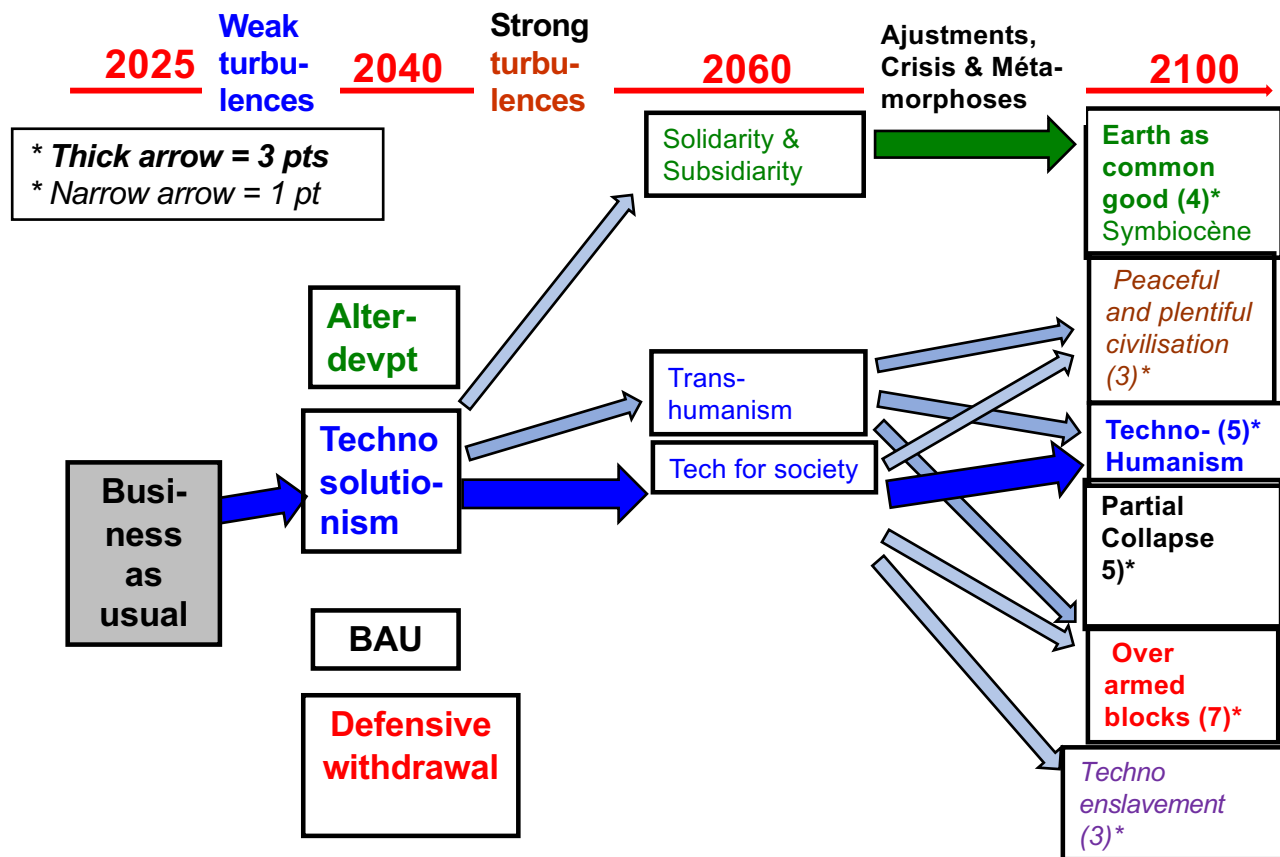 2025
Weak
turbu-
lences
2040
Strong
turbu-
lences
2060
Ajustments,
Crisis & Méta-
morphoses
2100
* Thick arrow = 3 pts
* Narrow arrow = 1 pt
Busi-
ness
as
usual
Alter-
devpt
Techno
solutio-
nism
BAU
Defensive
withdrawal
Solidarity &
Subsidiarity
Trans-
humanism
Tech for society
Earth as
common
good (4)*
Symbiocène
Peaceful
and plentiful
civilisation
(3)*
Techno- (5)*
Humanism
Partial
Collapse
5)*
Over
armed
blocks (7)*
Techno
enslavement
(3)*